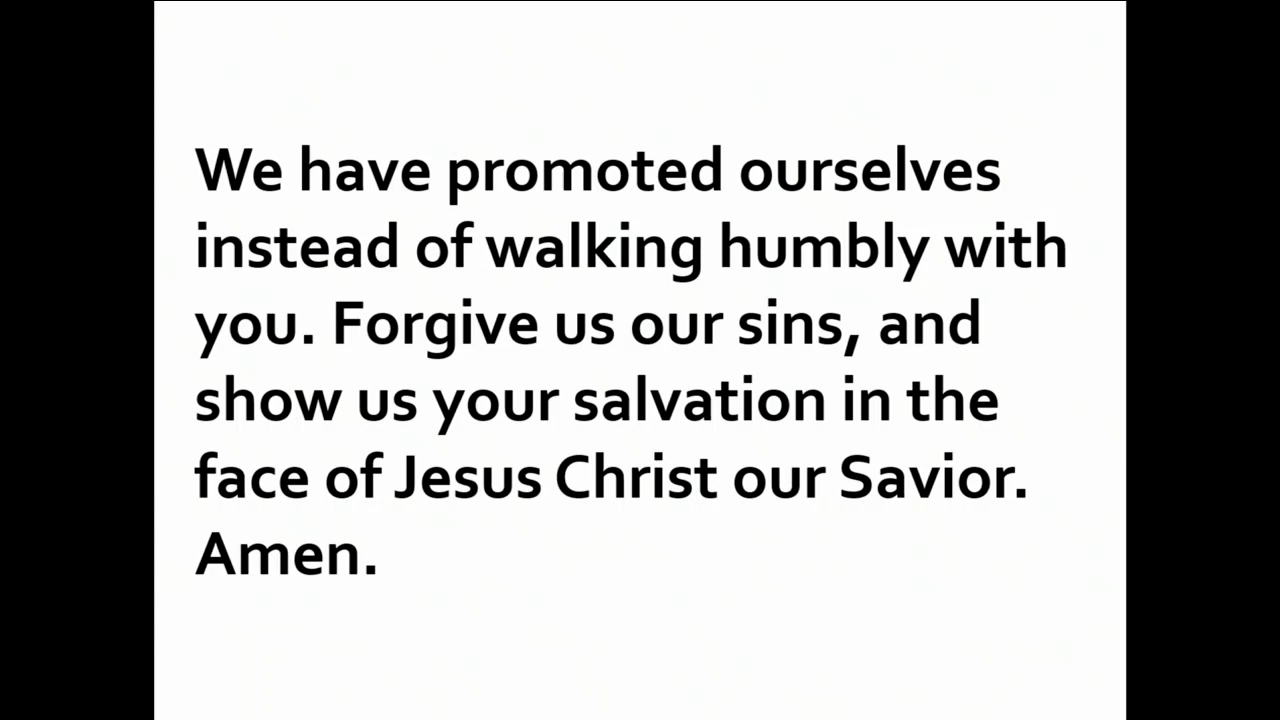 We have promoted ourselves
instead of walking humbly with
you. Forgive us our sins, and
show us your salvation in the
face of Jesus Christ our Savior.
Amen.